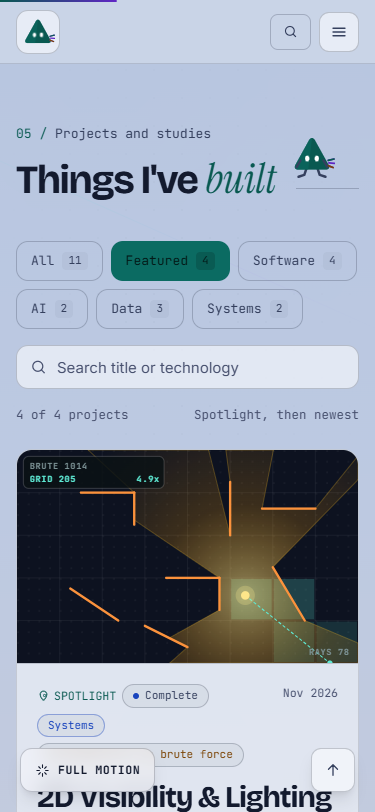 05 / Projects and studies
Things I've built
All 11 Featured 4 Software 4
AI 2 Data 3 Systems 2
Search title or technology
4 of 4 projects Spotlight, then newest
BRUTE 1014
GRID 205 4.9x
RAYS 78
SPOTLIGHT Complete Nov 2026
Systems
brute force
FULL MOTION
2D Visibility & Lighting